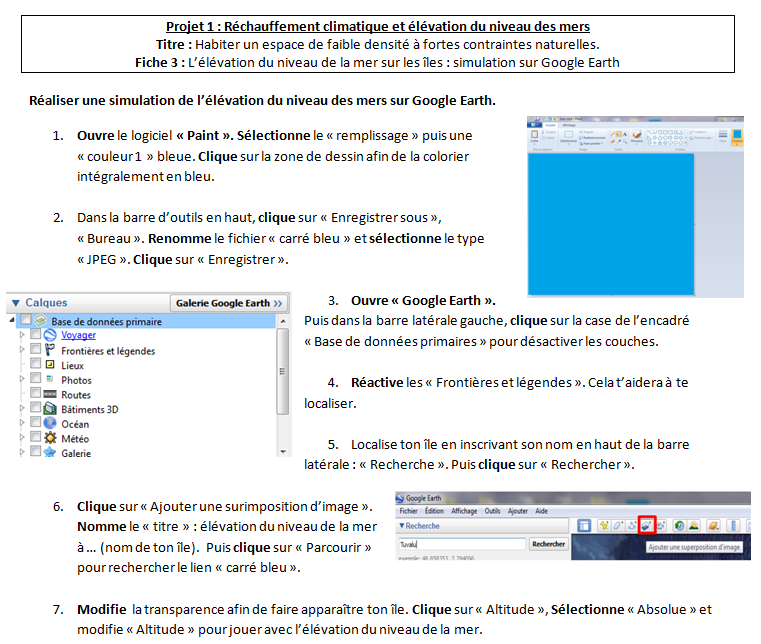 Projet 1 : Réchauffement climatique et élévation du niveau des mers
Titre : Habiter un espace de faible densité à fortes contraintes naturelles.
Fiche 3 : L’élévation du niveau de la mer sur les îles : simulation sur Google Earth
Réaliser une simulation de l’élévation du niveau des mers sur Google Earth.
1. Ouvre le logiciel « Paint ». Sélectionne le « remplissage » puis une
« couleur 1 » bleue. Clique sur la zone de dessin afin de la colorier
intégralement en bleu.
2. Dans la barre d’outils en haut, clique sur « Enregistrer sous »,
« Bureau ». Renomme le fichier « carré bleu » et sélectionne le type
« JPEG ». Clique sur « Enregistrer ».
Calques
Galerie Google Earth >>
Base de données primaire
Voyager
Frontières et légendes
Lieux
Photos
Routes
Bâtiments 3D
Océan
Météo
Galerie
3. Ouvre « Google Earth ».
Puis dans la barre latérale gauche, clique sur la case de l’encadré
« Base de données primaires » pour désactiver les couches.
4. Réactive les « Frontières et légendes ». Cela t’aidera à te
localiser.
5. Localise ton île en inscrivant son nom en haut de la barre
latérale : « Recherche ». Puis clique sur « Rechercher ».
6. Clique sur « Ajouter une surimposition d’image ».
Nomme le « titre » : élévation du niveau de la mer
à ... (nom de ton île). Puis clique sur « Parcourir »
pour rechercher le lien « carré bleu ».
Google Earth
Fichier Édition Affichage Outils Ajouter Aide
Recherche
Tuvalu
Rechercher
Ajouter une superposition d'image
7. Modifie la transparence afin de faire apparaître ton île. Clique sur « Altitude », Sélectionne « Absolue » et
modifie « Altitude » pour jouer avec l’élévation du niveau de la mer.